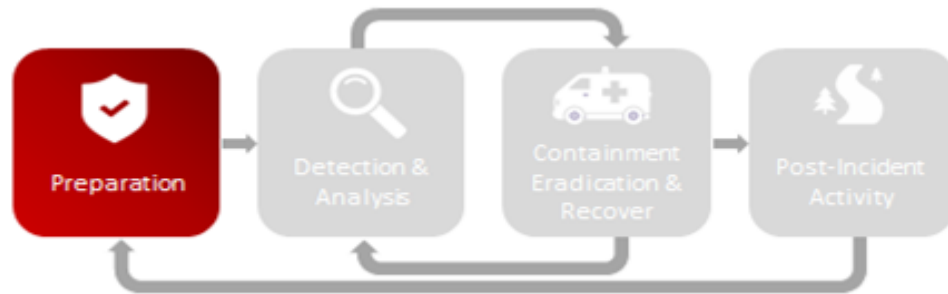 Preparation
Detection &
Analysis
Containment
Eradication &
Recover
Post-Incident
Activity